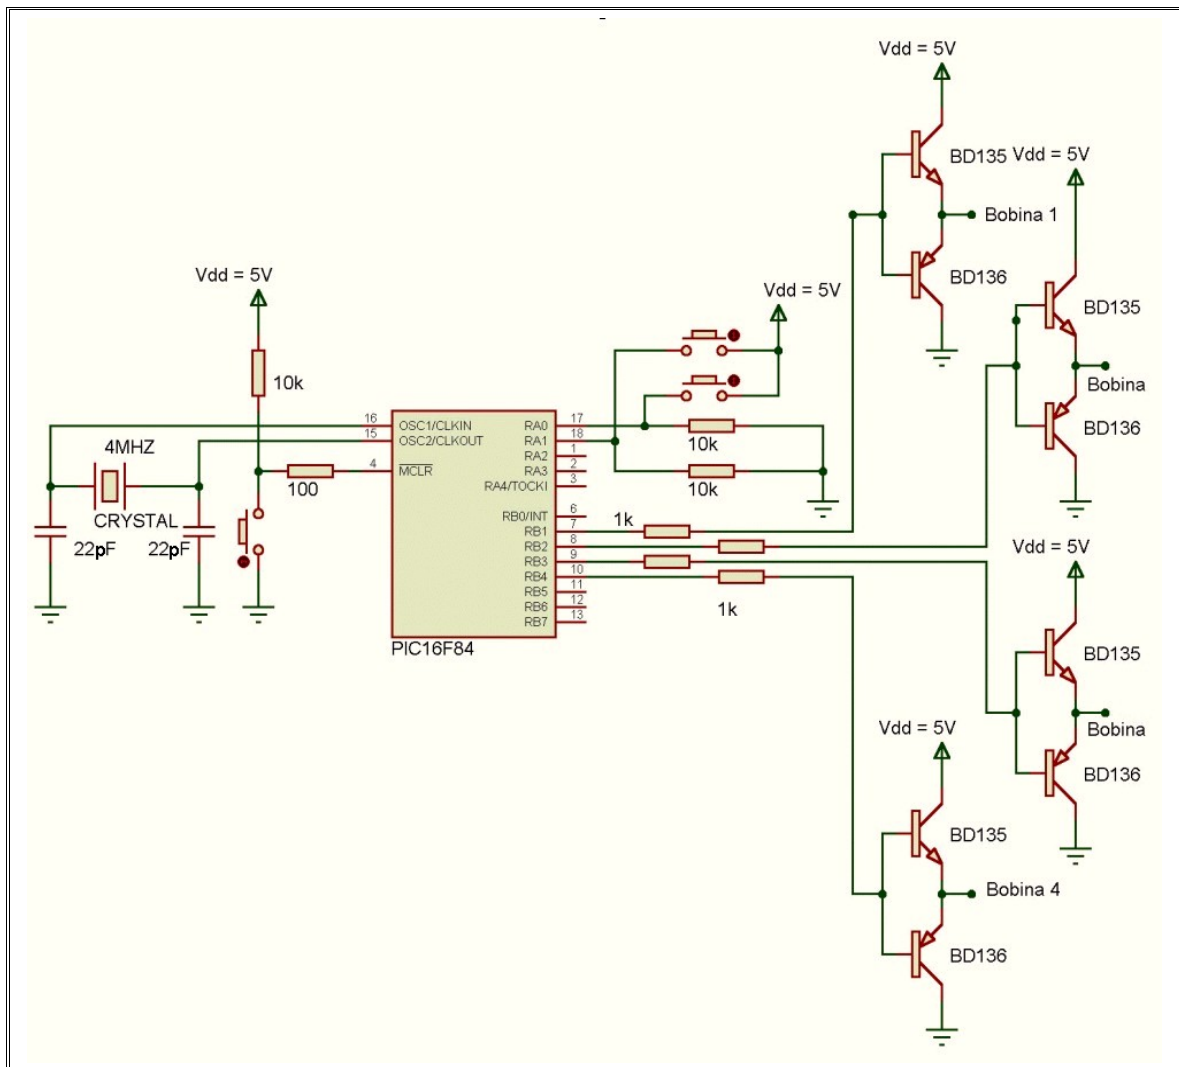 Vdd = 5V
BD135
Vdd = 5V
Bobina 1
BD136
Vdd = 5V
10k
Vdd = 5V
BD135
Bobina
BD136
4MHZ
CRYSTAL
22pF
22pF
100
16
15
4
OSC1/CLKIN
OSC2/CLKOUT
MCLR
RA0
RA1
RA2
RA3
RA4/TOCKI
RB0/INT
RB1
RB2
RB3
RB4
RB5
RB6
RB7
17
18
1
2
3
6
7
8
9
10
11
12
13
PIC16F84
10k
10k
1k
1k
Vdd = 5V
BD135
Bobina
BD136
Vdd = 5V
BD135
Bobina 4
BD136